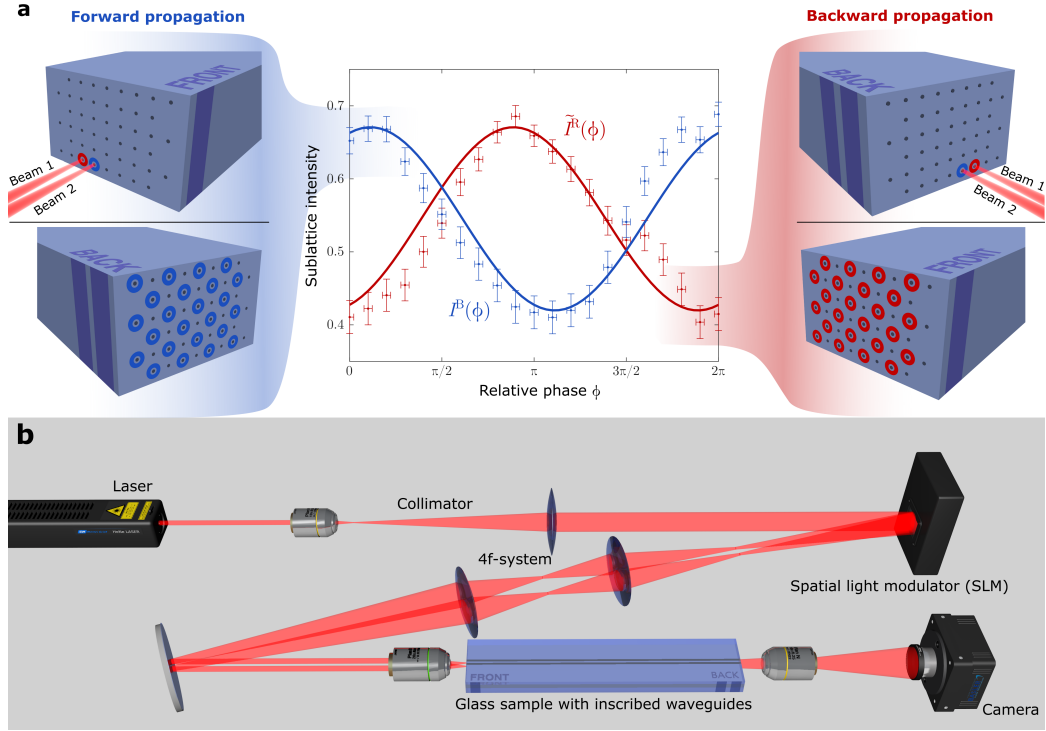 a
Forward propagation
Backward propagation
FRONT
Beam 1
Beam 2
BACK
BACK
Beam 1
Beam 2
FRONT
Sublattice intensity
0.7
0.6
0.5
0.4
Ĩᴿ(ϕ)
Iᴮ(ϕ)
0
π/2
π
3π/2
2π
Relative phase ϕ
b
Laser
Collimator
4f-system
Spatial light modulator (SLM)
FRONT
BACK
Glass sample with inscribed waveguides
Camera